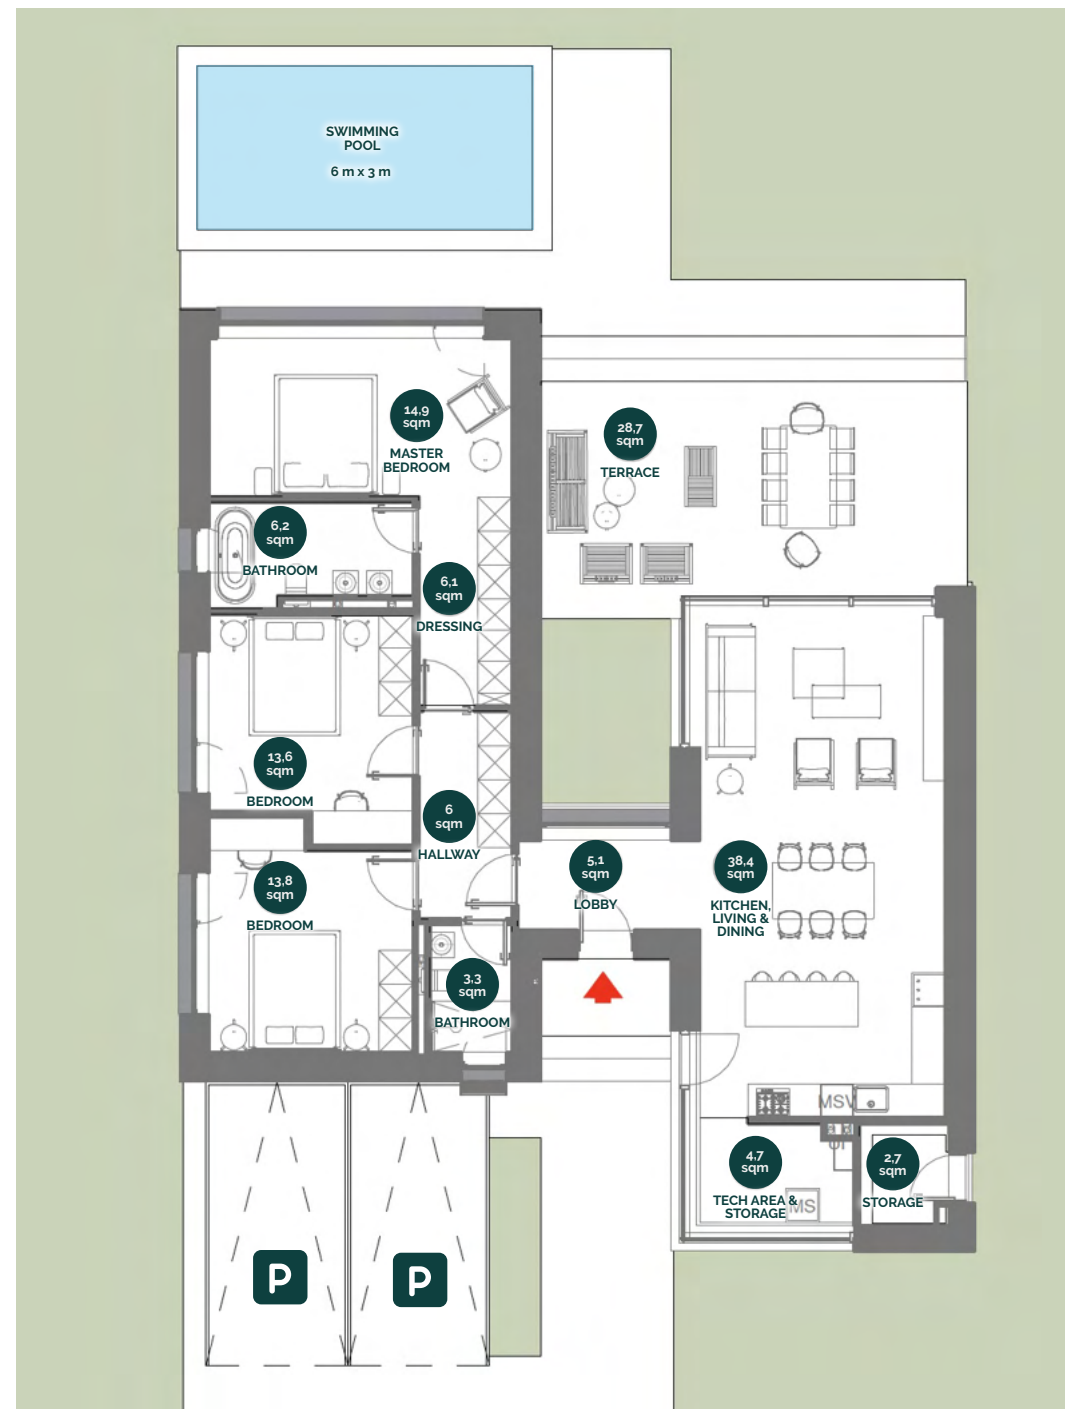 SWIMMING
POOL
6 m x 3 m
14,9
sqm
MASTER
BEDROOM
28,7
sqm
TERRACE
6,2
sqm
BATHROOM
6,1
sqm
DRESSING
13,6
sqm
BEDROOM
6
sqm
HALLWAY
13,8
sqm
BEDROOM
5,1
sqm
LOBBY
38,4
sqm
KITCHEN,
LIVING &
DINING
3,3
sqm
BATHROOM
MSV
4,7
sqm
TECH AREA &
STORAGE
MS
2,7
sqm
STORAGE
P
P